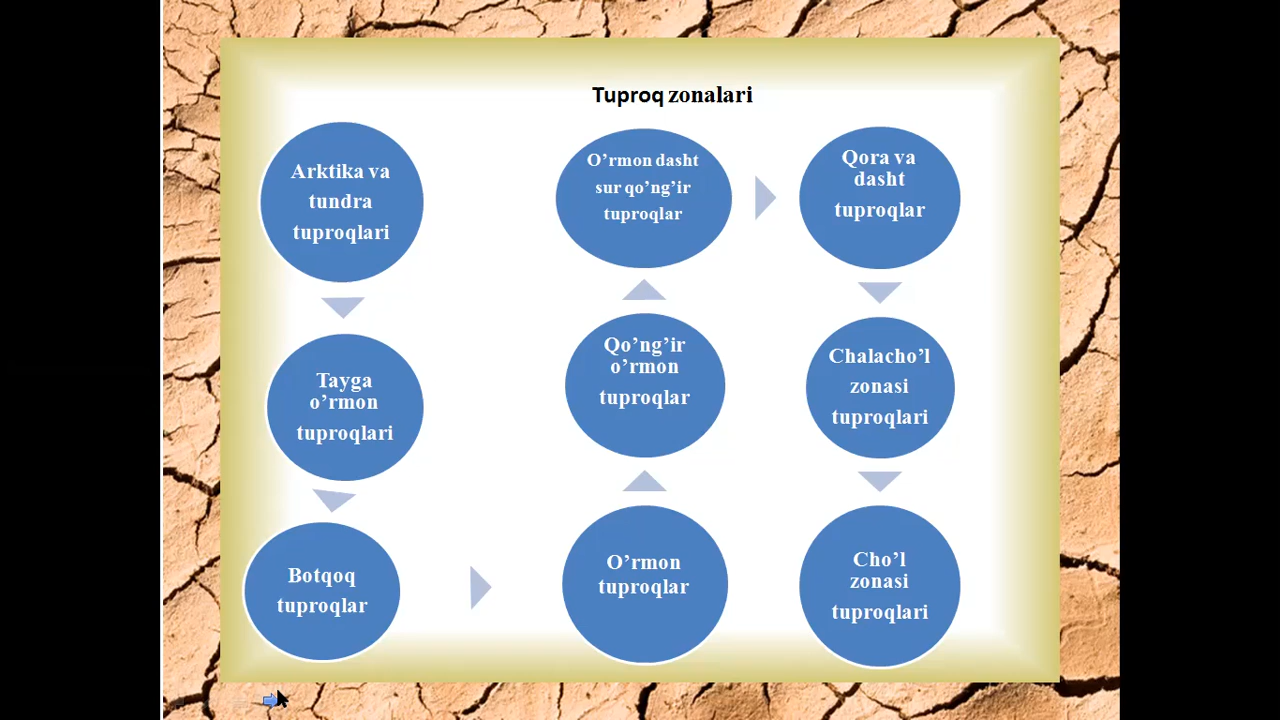 Tuproq zonalari
Arktika va
tundra
tuproqlari
Tayga
o’rmon
tuproqlari
Botqoq
tuproqlar
O’rmon
tuproqlar
Qo’ng’ir
o’rmon
tuproqlar
O’rmon dasht
sur qo’ng’ir
tuproqlar
Qora va
dasht
tuproqlar
Chalacho’l
zonasi
tuproqlari
Cho’l
zonasi
tuproqlari